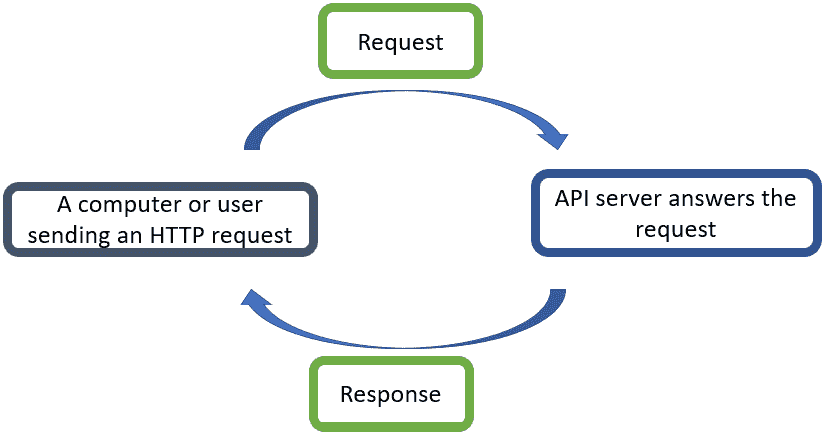 Request
A computer or user
sending an HTTP request
API server answers the
request
Response